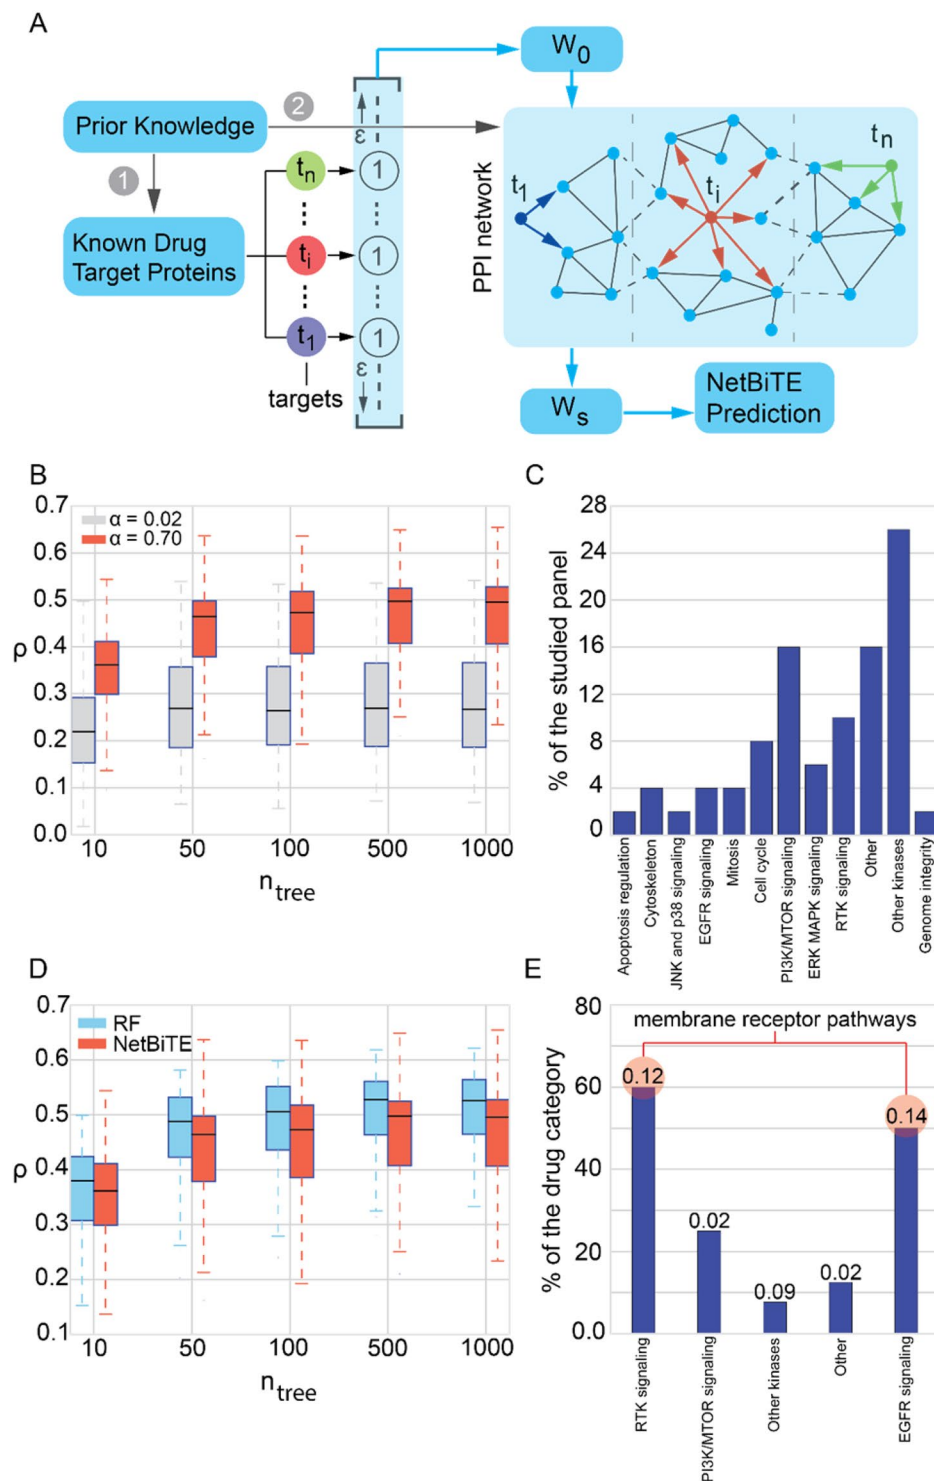 A
W0
2
Prior Knowledge
ε
1
tn
1
PPI network
t1
ti
tn
Known Drug
Target Proteins
ti
1
t1
1
ε
targets
Ws
NetBiTE
Prediction
B
0.7
0.6
0.5
0.4
0.3
0.2
0.1
0.0
ρ
α = 0.02
α = 0.70
10
50
100
500
1000
ntree
C
28
24
20
16
12
8
4
0
% of the studied panel
Apoptosis regulation
Cytoskeleton
JNK and p38 signaling
EGFR signaling
Mitosis
Cell cycle
PI3K/MTOR signaling
ERK MAPK signaling
RTK signaling
Other
Other kinases
Genome integrity
D
0.7
0.6
0.5
0.4
0.3
0.2
0.1
ρ
RF
NetBiTE
10
50
100
500
1000
ntree
E
80
60
40
20
0.0
% of the drug category
membrane receptor pathways
0.12
0.02
0.09
0.02
0.14
RTK signaling
PI3K/MTOR signaling
Other kinases
Other
EGFR signaling